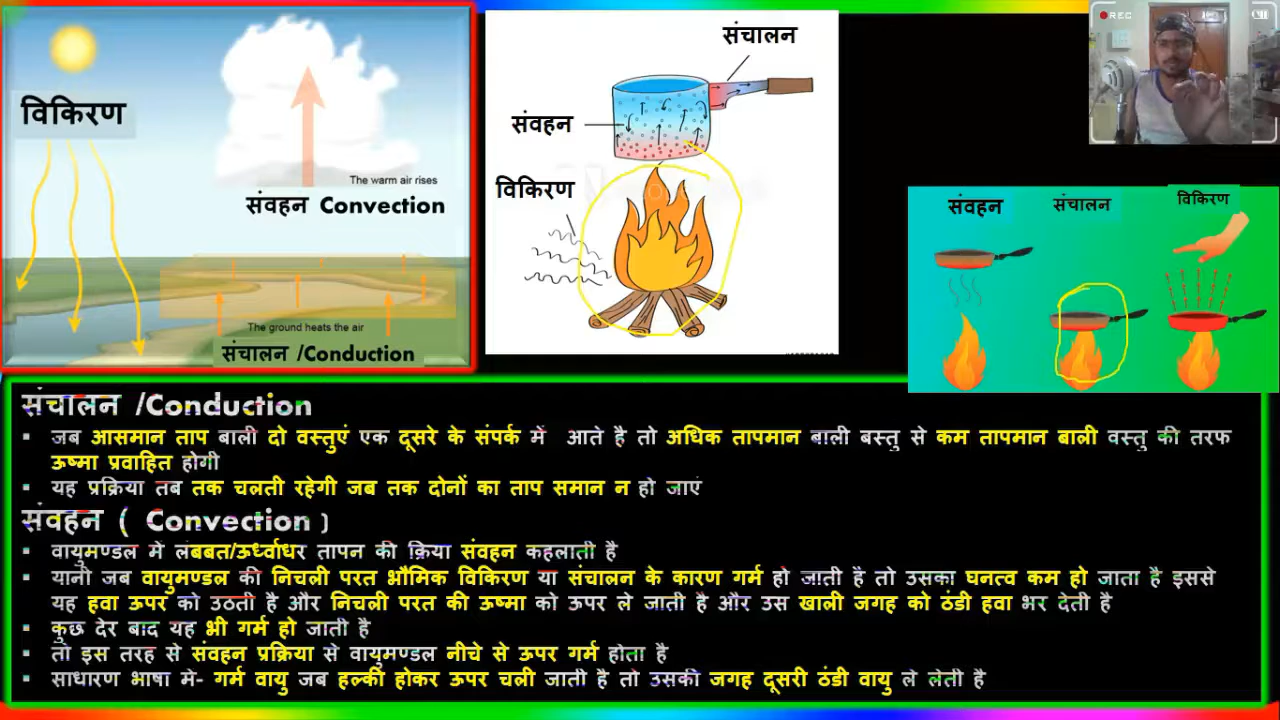 विकिरण
The warm air rises
संवहन Convection
The ground heats the air
संचालन /Conduction
संचालन
संवहन
विकिरण
REC
संवहन
संचालन
विकिरण
संचालन /Conduction
▪ जब आसमान ताप बाली दो वस्तुएं एक दूसरे के संपर्क में आते है तो अधिक तापमान बाली बस्तु से कम तापमान बाली वस्तु की तरफ
ऊष्मा प्रवाहित होगी
▪ यह प्रक्रिया तब तक चलती रहेगी जब तक दोनों का ताप समान न हो जाएं
संवहन ( Convection )
▪ वायुमण्डल में लंबबत/ऊर्ध्वाधर तापन की क्रिया संवहन कहलाती है
▪ यानी जब वायुमण्डल की निचली परत भौमिक विकिरण या संचालन के कारण गर्म हो जाती है तो उसका घनत्व कम हो जाता है इससे
यह हवा ऊपर को उठती है और निचली परत की ऊष्मा को ऊपर ले जाती है और उस खाली जगह को ठंडी हवा भर देती है
▪ कुछ देर बाद यह भी गर्म हो जाती है
▪ तो इस तरह से संवहन प्रक्रिया से वायुमण्डल नीचे से ऊपर गर्म होता है
▪ साधारण भाषा मे- गर्म वायु जब हल्की होकर ऊपर चली जाती है तो उसकी जगह दूसरी ठंडी वायु ले लेती है